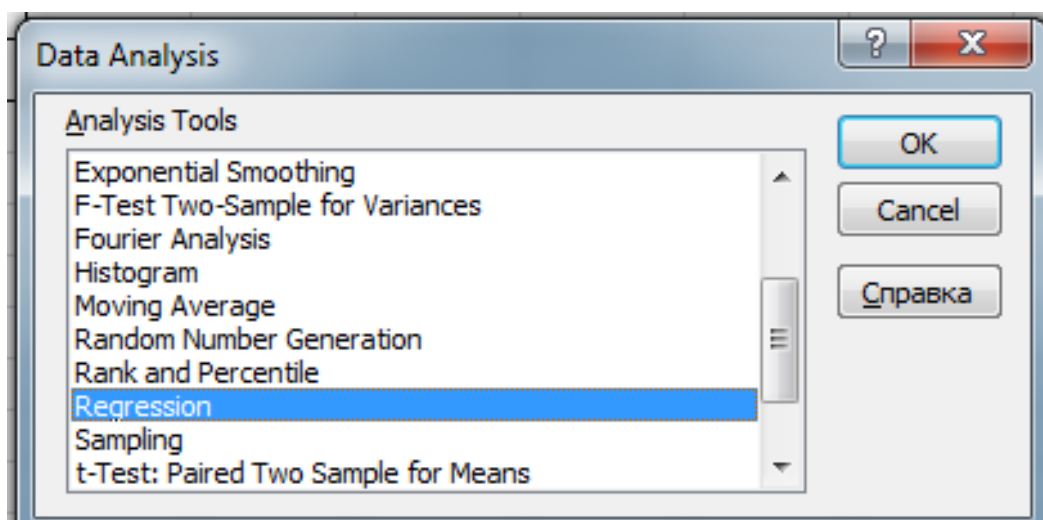 Data Analysis
?
Analysis Tools
Exponential Smoothing
F-Test Two-Sample for Variances
Fourier Analysis
Histogram
Moving Average
Random Number Generation
Rank and Percentile
Regression
Sampling
t-Test: Paired Two Sample for Means
OK
Cancel
Справка